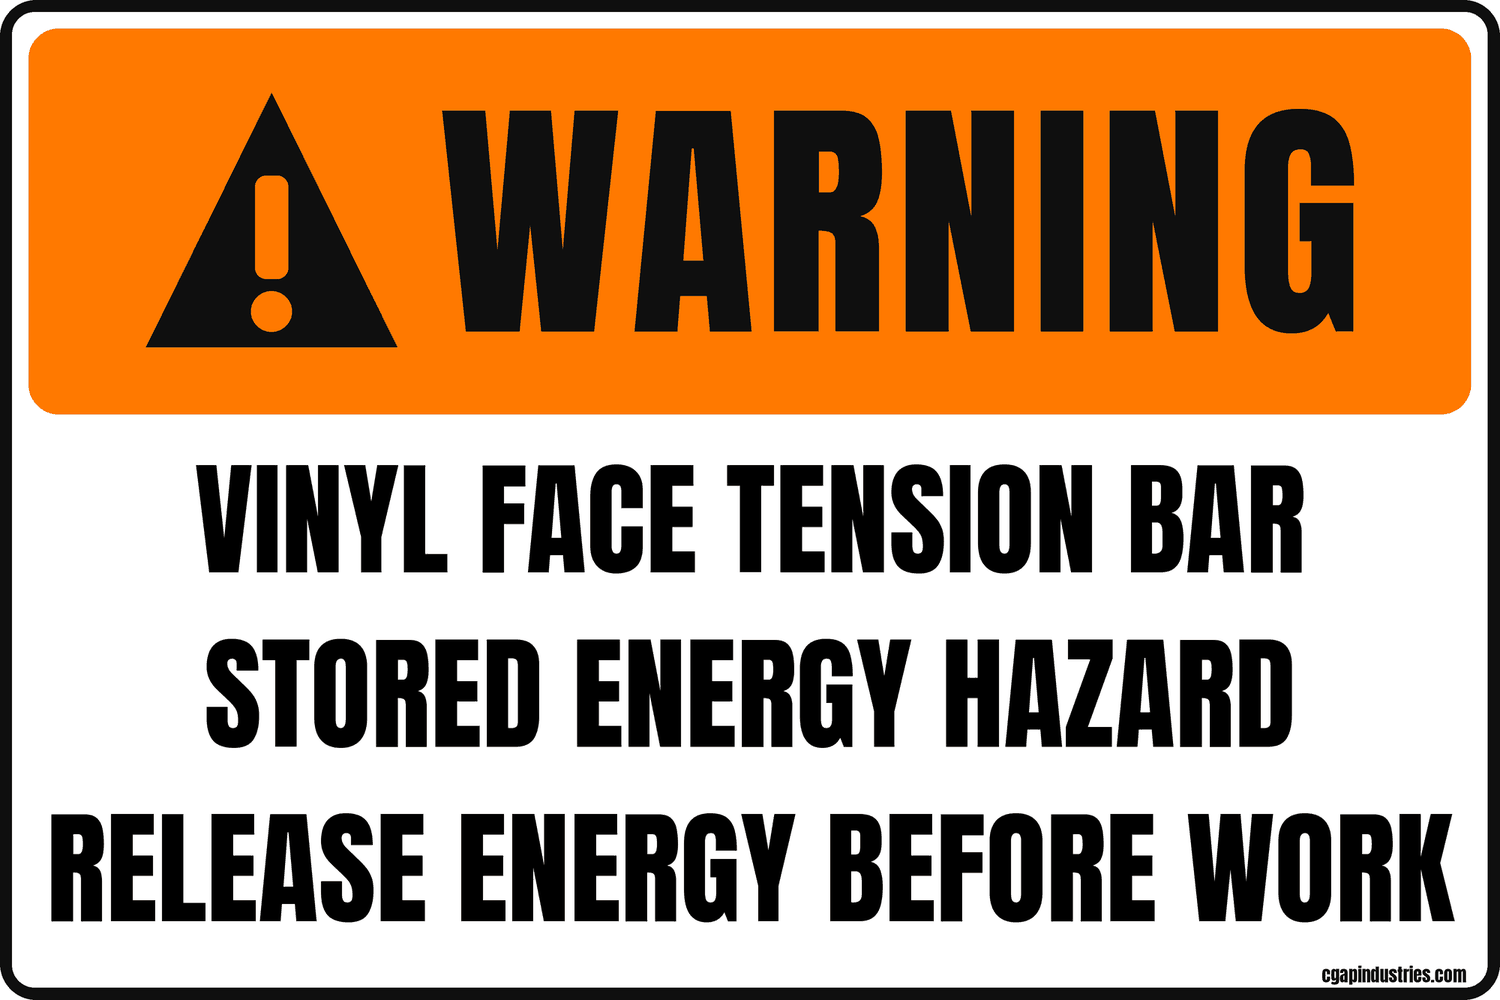 WARNING
VINYL FACE TENSION BAR
STORED ENERGY HAZARD
RELEASE ENERGY BEFORE WORK
cgapindustries.com